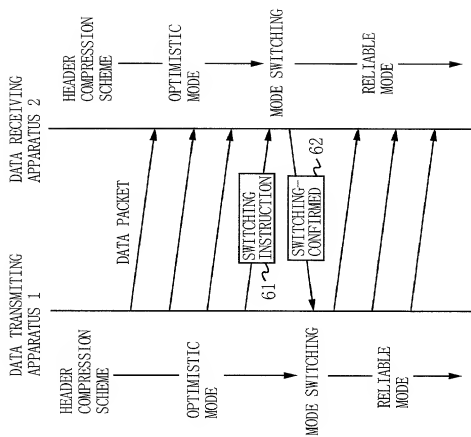 DATA TRANSMITING
APPARATUS 1
DATA RECEIVING
APPARATUS 2
HEADER
COMPRESSION
SCHEME
HEADER
COMPRESSION
SCHEME
DATA PACKET
OPTIMISTIC
MODE
OPTIMISTIC
MODE
61
SWITCHING
INSTRUCTION
MODE SWITCHING
SWITCHING-
CONFIRMED
62
MODE SWITCHING
RELIABLE
MODE
RELIABLE
MODE